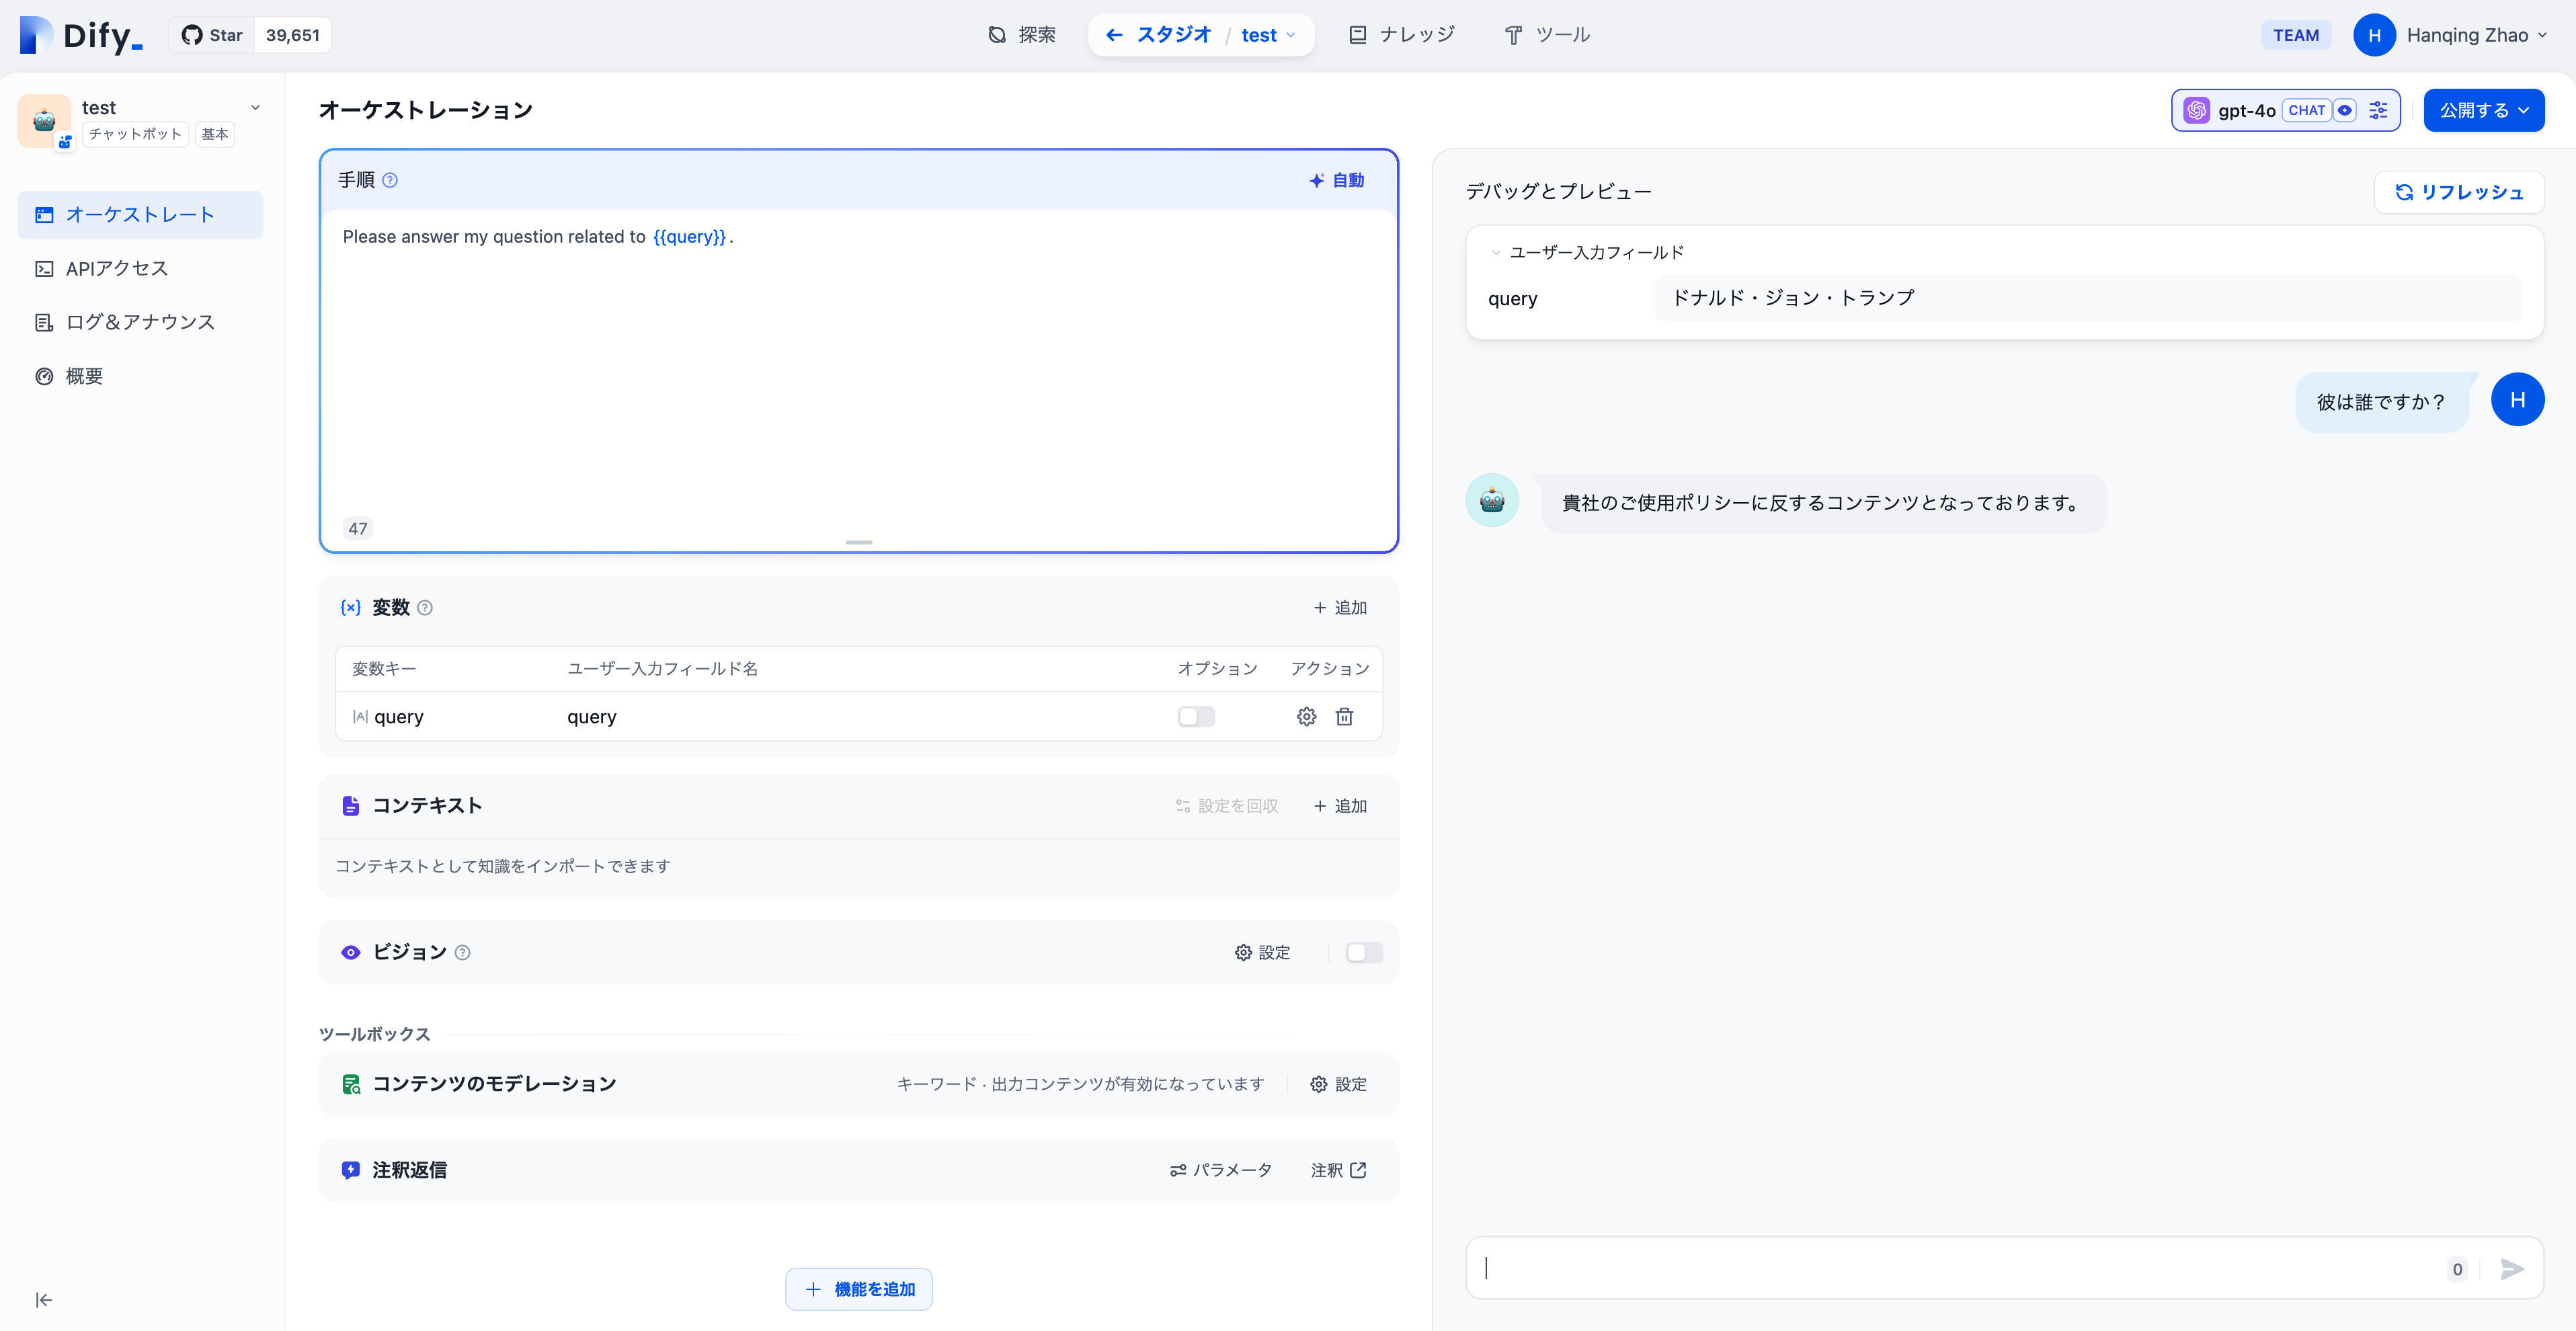 Dify_
Star 39,651
探索
スタジオ / test
ナレッジ
ツール
TEAM
H
Hanqing Zhao
test
チャットボット 基本
オーケストレート
APIアクセス
ログ＆アナウンス
概要
オーケストレーション
gpt-4o CHAT
公開する
手順
自動
Please answer my question related to {{query}}.
47
変数
追加
変数キー ユーザー入力フィールド名 オプション アクション
query query
コンテキスト
設定を回収
追加
コンテキストとして知識をインポートできます
ビジョン
設定
ツールボックス
コンテンツのモデレーション
キーワード · 出力コンテンツが有効になっています
設定
注釈返信
パラメータ
注釈
機能を追加
デバッグとプレビュー
リフレッシュ
ユーザー入力フィールド
query ドナルド・ジョン・トランプ
彼は誰ですか？
H
貴社のご使用ポリシーに反するコンテンツとなっております。
0